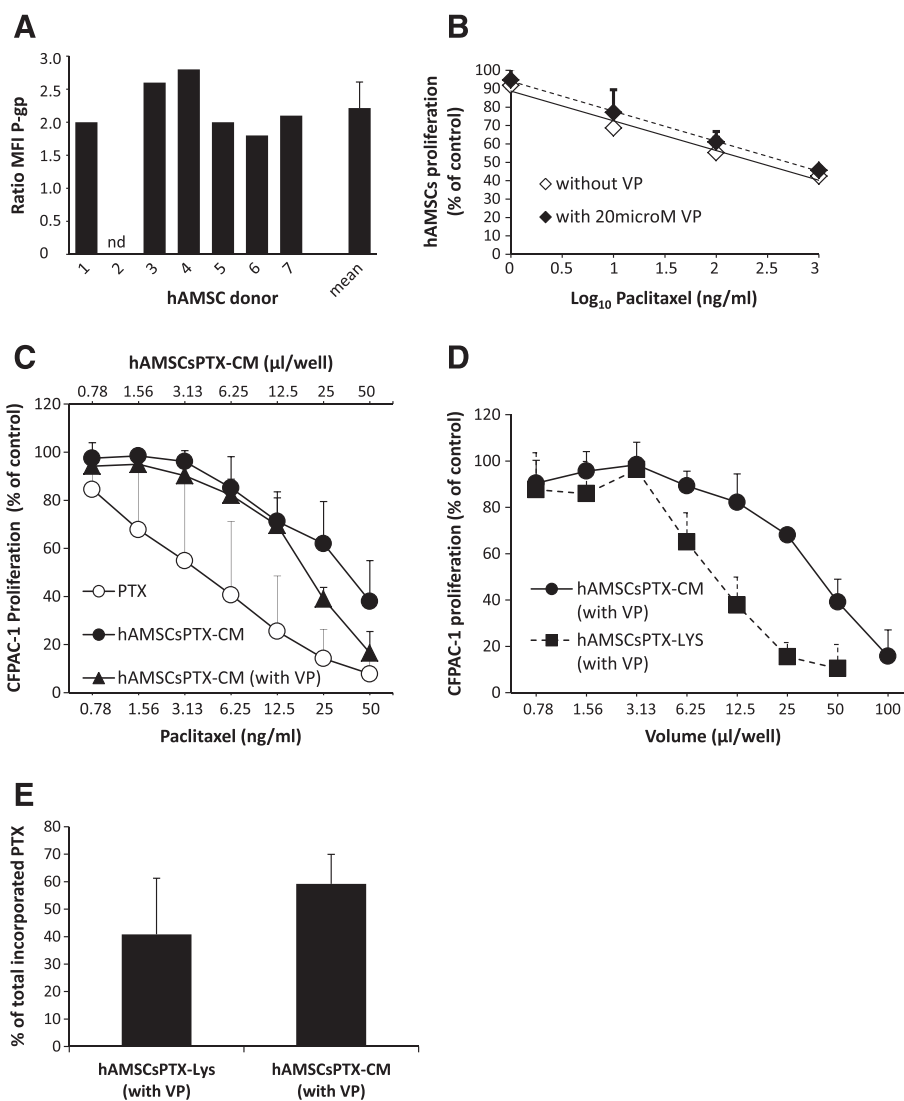 A
Ratio MFI P-gp
3.0
2.5
2.0
1.5
1.0
0.5
0
nd
1 2 3 4 5 6 7 mean
hAMSC donor
B
hAMSCs proliferation
(% of control)
100
90
80
70
60
50
40
30
20
10
0
without VP
with 20microM VP
0 0.5 1 1.5 2 2.5 3
Log10 Paclitaxel (ng/ml)
C
hAMSCsPTX-CM (μl/well)
0.78 1.56 3.13 6.25 12.5 25 50
CFPAC-1 Proliferation (% of control)
120
100
80
60
40
20
0
PTX
hAMSCsPTX-CM
hAMSCsPTX-CM (with VP)
0.78 1.56 3.13 6.25 12.5 25 50
Paclitaxel (ng/ml)
D
CFPAC-1 proliferation (% of control)
120
100
80
60
40
20
0
hAMSCsPTX-CM
(with VP)
hAMSCsPTX-LYS
(with VP)
0.78 1.56 3.13 6.25 12.5 25 50 100
Volume (μl/well)
E
% of total incorporated PTX
80
70
60
50
40
30
20
10
0
hAMSCsPTX-Lys
(with VP)
hAMSCsPTX-CM
(with VP)